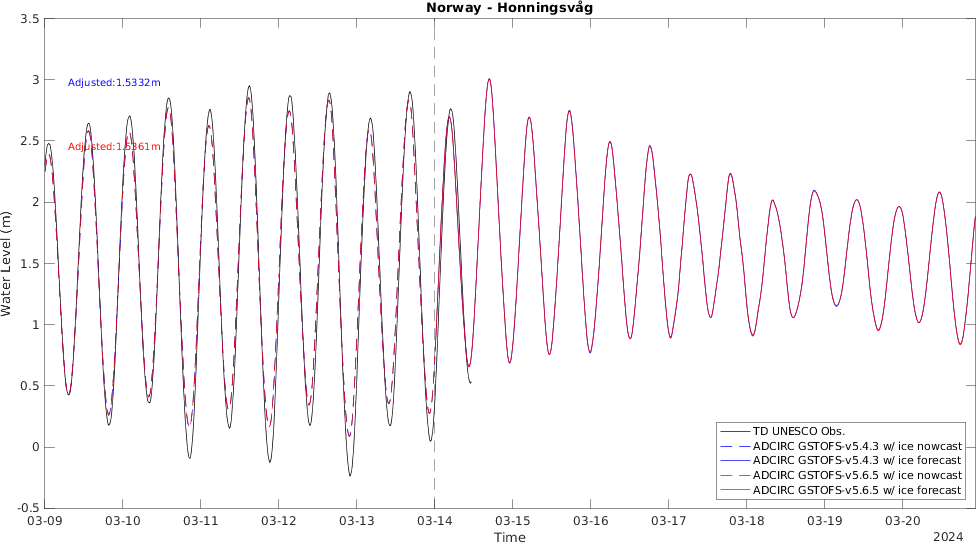 Norway - Honningsvåg
3.5
3
2.5
2
1.5
1
0.5
0
-0.5
Water Level (m)
Adjusted:1.5332m
Adjusted:1.5361m
TD UNESCO Obs.
ADCIRC GSTOFS-v5.4.3 w/ ice nowcast
ADCIRC GSTOFS-v5.4.3 w/ ice forecast
ADCIRC GSTOFS-v5.6.5 w/ ice nowcast
ADCIRC GSTOFS-v5.6.5 w/ ice forecast
03-09 03-10 03-11 03-12 03-13 03-14 03-15 03-16 03-17 03-18 03-19 03-20
Time
2024